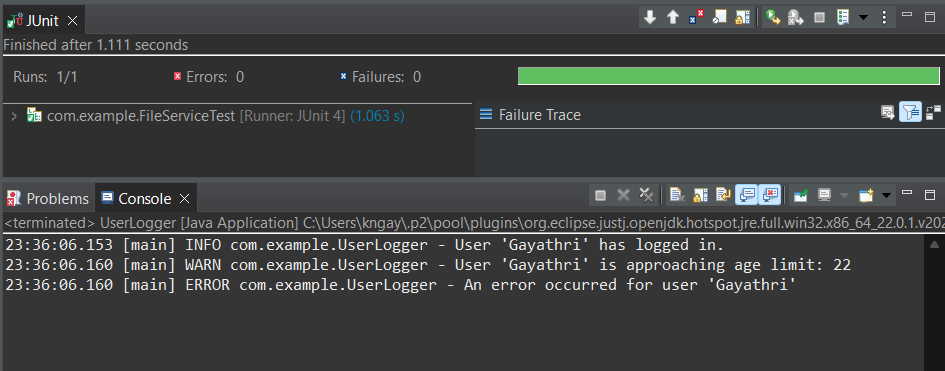 JUnit
Finished after 1.111 seconds
Runs: 1/1 Errors: 0 Failures: 0
com.example.FileServiceTest [Runner: JUnit 4] (1.063 s)
Failure Trace
Problems Console
<terminated> UserLogger [Java Application] C:\Users\kngay\.p2\pool\plugins\org.eclipse.justj.openjdk.hotspot.jre.full.win32.x86_64_22.0.1.v202
23:36:06.153 [main] INFO com.example.UserLogger - User 'Gayathri' has logged in.
23:36:06.160 [main] WARN com.example.UserLogger - User 'Gayathri' is approaching age limit: 22
23:36:06.160 [main] ERROR com.example.UserLogger - An error occurred for user 'Gayathri'